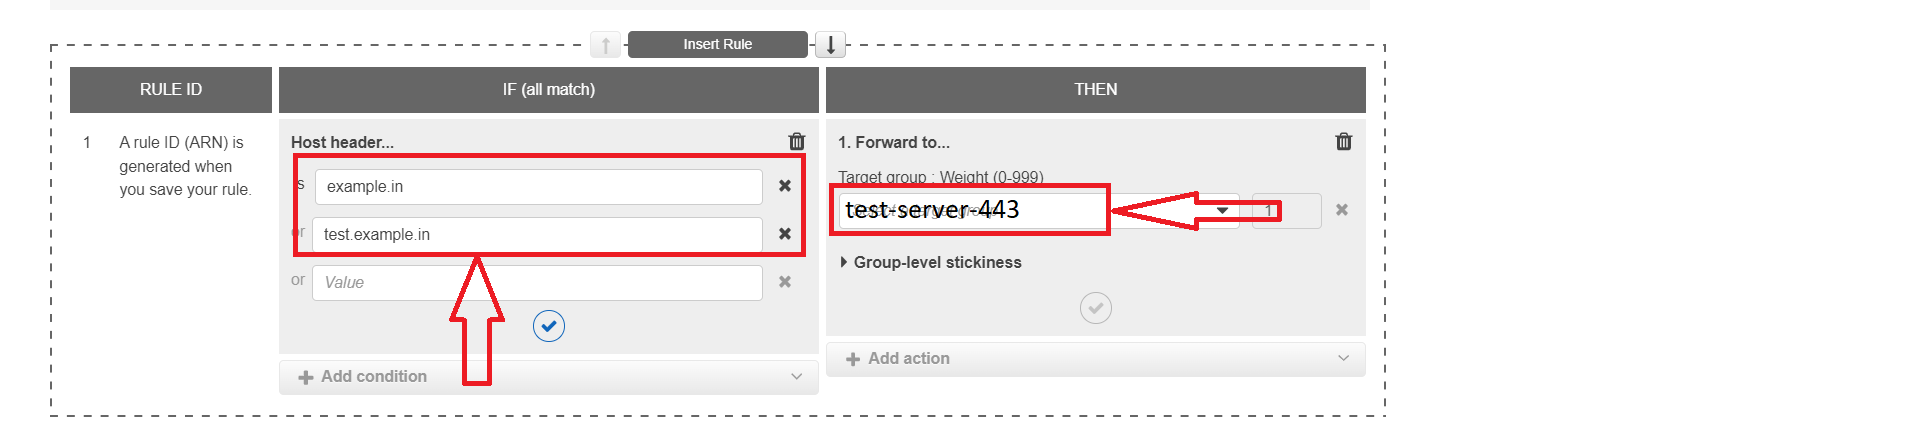 Insert Rule
RULE ID
IF (all match)
THEN
1
A rule ID (ARN) is
generated when
you save your rule.
Host header...
s
example.in
or
test.example.in
or
Value
Add condition
1. Forward to...
Target group : Weight (0-999)
test-server-443
1
Group-level stickiness
Add action